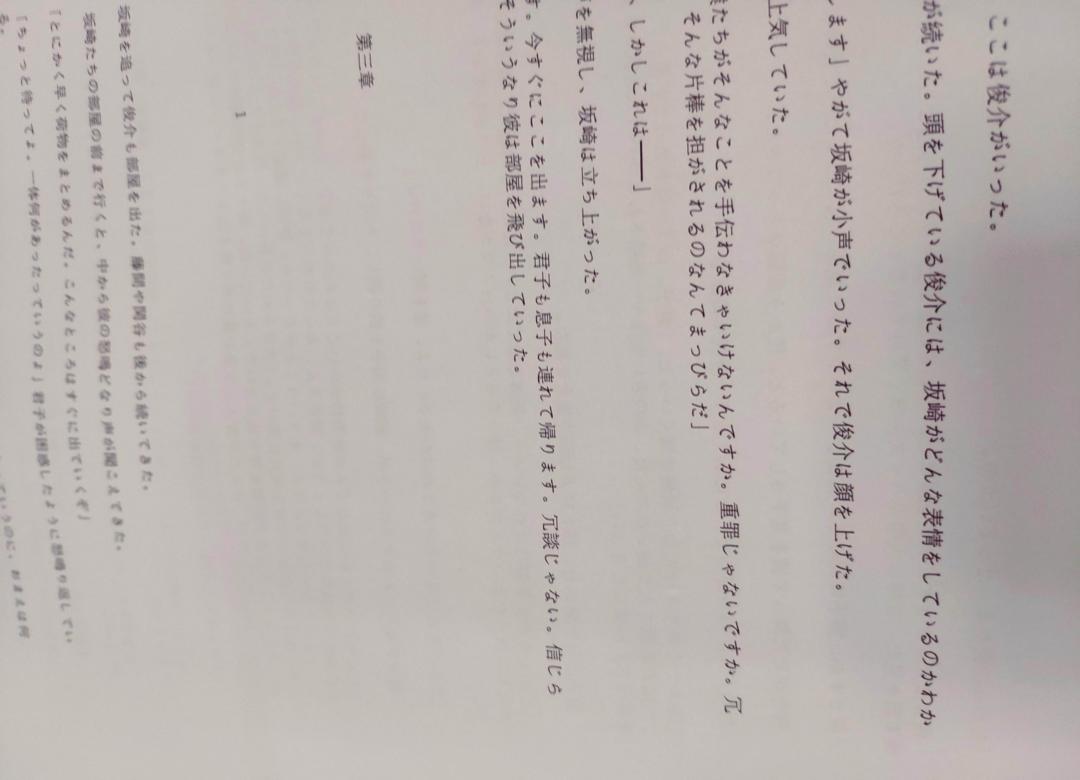 ここは俊介がいった。
が続いた。頭を下げている俊介には、坂崎がどんな表情をしているのかわか
します」やがて坂崎が小声でいった。それで俊介は顔を上げた。
上気していた。
たちがそんなことを手伝わなきゃいけないんですか。重罪じゃないですか。冗
そんな片棒を担がされるのなんてまっぴらだ」
、しかしこれは――」
を無視し、坂崎は立ち上がった。
す。今すぐにここを出ます。君子も息子も連れて帰ります。冗談じゃない。信じら
そういうなり彼は部屋を飛び出していった。
第三章
1
坂崎を追って俊介も部屋を出た。藤間や関谷も後から続いてきた。
坂崎たちの部屋の前まで行くと、中から彼の怒鳴どなり声が聞こえてきた。
「とにかく早く荷物をまとめるんだ。こんなところはすぐに出ていくぞ」
「ちょっと待ってよ。一体何があったっていうのよ」君子が困惑したように怒鳴り返してい
る。
ていうのに、おまえは何